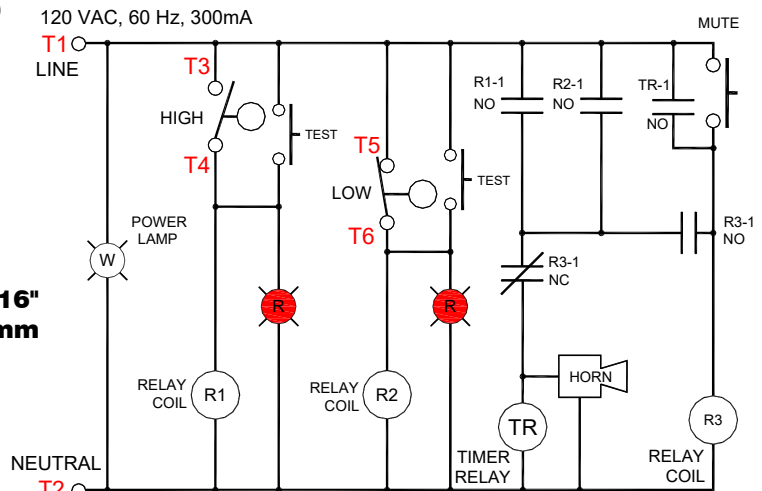 120 VAC, 60 Hz, 300mA
MUTE
T1
LINE
T3
HIGH
T4
TEST
T5
LOW
T6
TEST
R1-1
NO
R2-1
NO
TR-1
NO
R3-1
NO
R3-1
NC
POWER
LAMP
W
16"
mm
R
R
RELAY
COIL
R1
RELAY
COIL
R2
HORN
TR
TIMER
RELAY
R3
RELAY
COIL
NEUTRAL
T2